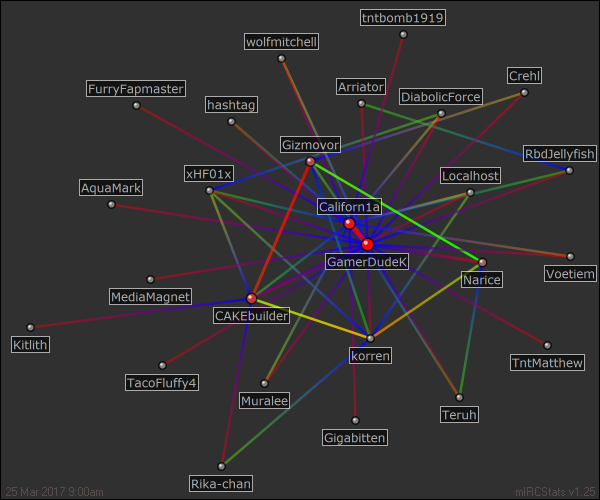 tntbomb1919
wolfmitchell
Crehl
FurryFapmaster
Arriator
DiabolicForce
hashtag
Gizmovor
RbdJellyfish
xHF01x
Localhost
AquaMark
Californ1a
GamerDudeK
Voetiem
Narice
MediaMagnet
CAKEbuilder
Kitlith
korren
TntMatthew
TacoFluffy4
Muralee
Teruh
Gigabitten
Rika-chan
25 Mar 2017 9:00am
mIRCStats v1.25